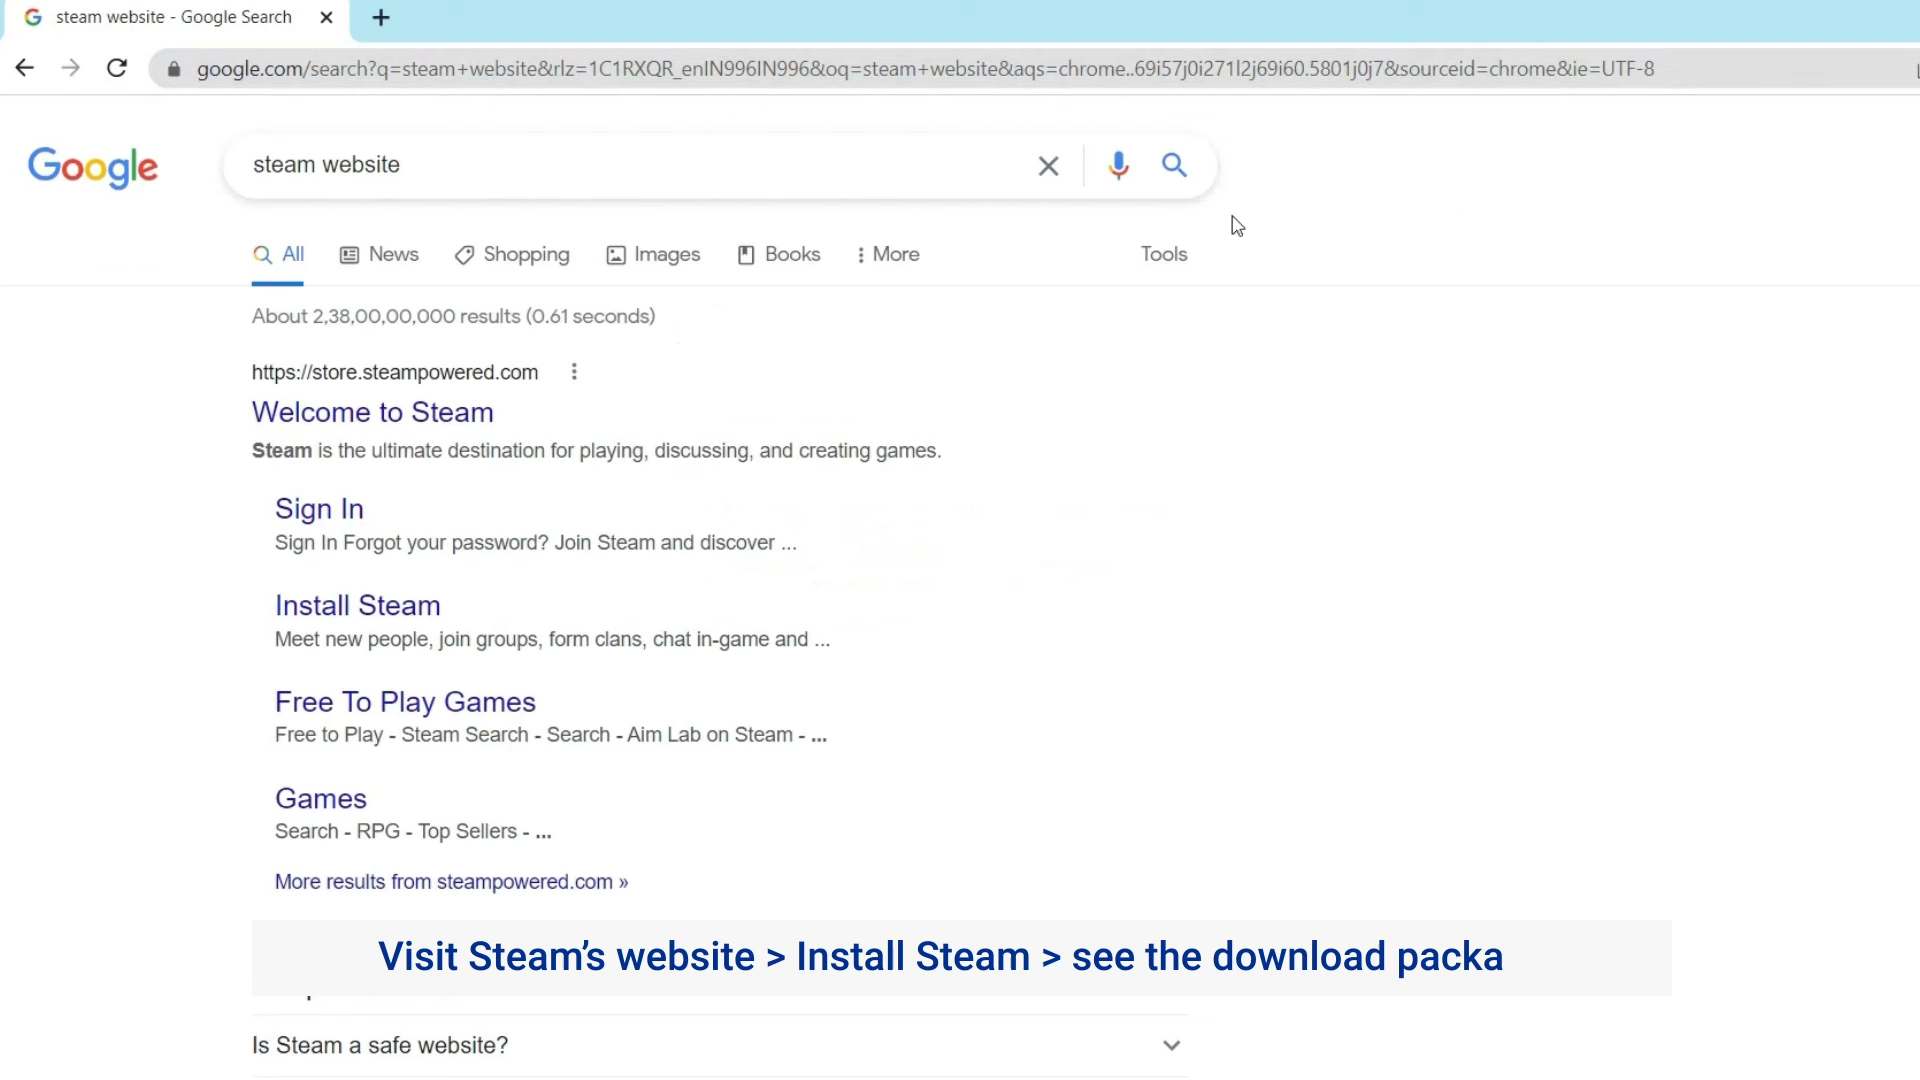 steam website - Google Search
google.com/search?q=steam+website&rlz=1C1RXQR_enIN996IN996&oq=steam+website&aqs=chrome..69i57j0i271l2j69i60.5801j0j7&sourceid=chrome&ie=UTF-8
Google
steam website
All
News
Shopping
Images
Books
More
Tools
About 2,38,00,00,000 results (0.61 seconds)
https://store.steampowered.com
Welcome to Steam
Steam is the ultimate destination for playing, discussing, and creating games.
Sign In
Sign In Forgot your password? Join Steam and discover ...
Install Steam
Meet new people, join groups, form clans, chat in-game and ...
Free To Play Games
Free to Play - Steam Search - Search - Aim Lab on Steam - ...
Games
Search - RPG - Top Sellers - ...
More results from steampowered.com »
Visit Steam’s website > Install Steam > see the download packa
Is Steam a safe website?